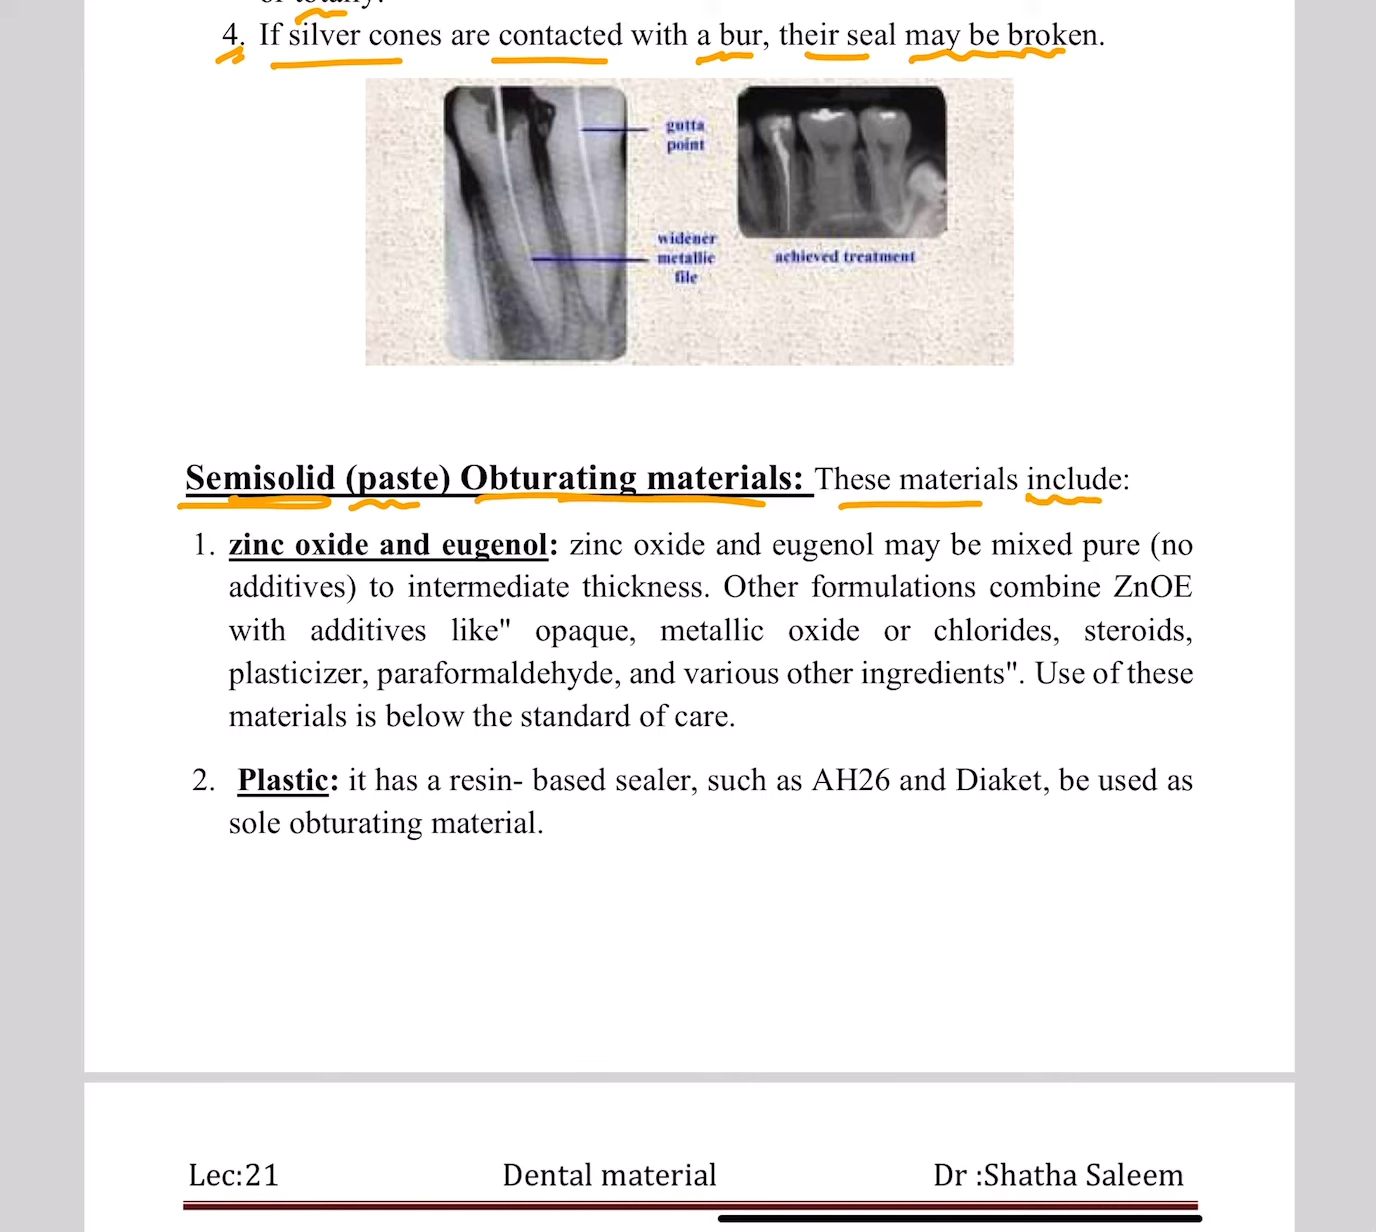 4. If silver cones are contacted with a bur, their seal may be broken.
gutta
point
widener
metallic
file
achieved treatment
Semisolid (paste) Obturating materials: These materials include:
1. zinc oxide and eugenol: zinc oxide and eugenol may be mixed pure (no
additives) to intermediate thickness. Other formulations combine ZnOE
with additives like" opaque, metallic oxide or chlorides, steroids,
plasticizer, paraformaldehyde, and various other ingredients". Use of these
materials is below the standard of care.
2. Plastic: it has a resin- based sealer, such as AH26 and Diaket, be used as
sole obturating material.
Lec:21 Dental material Dr :Shatha Saleem